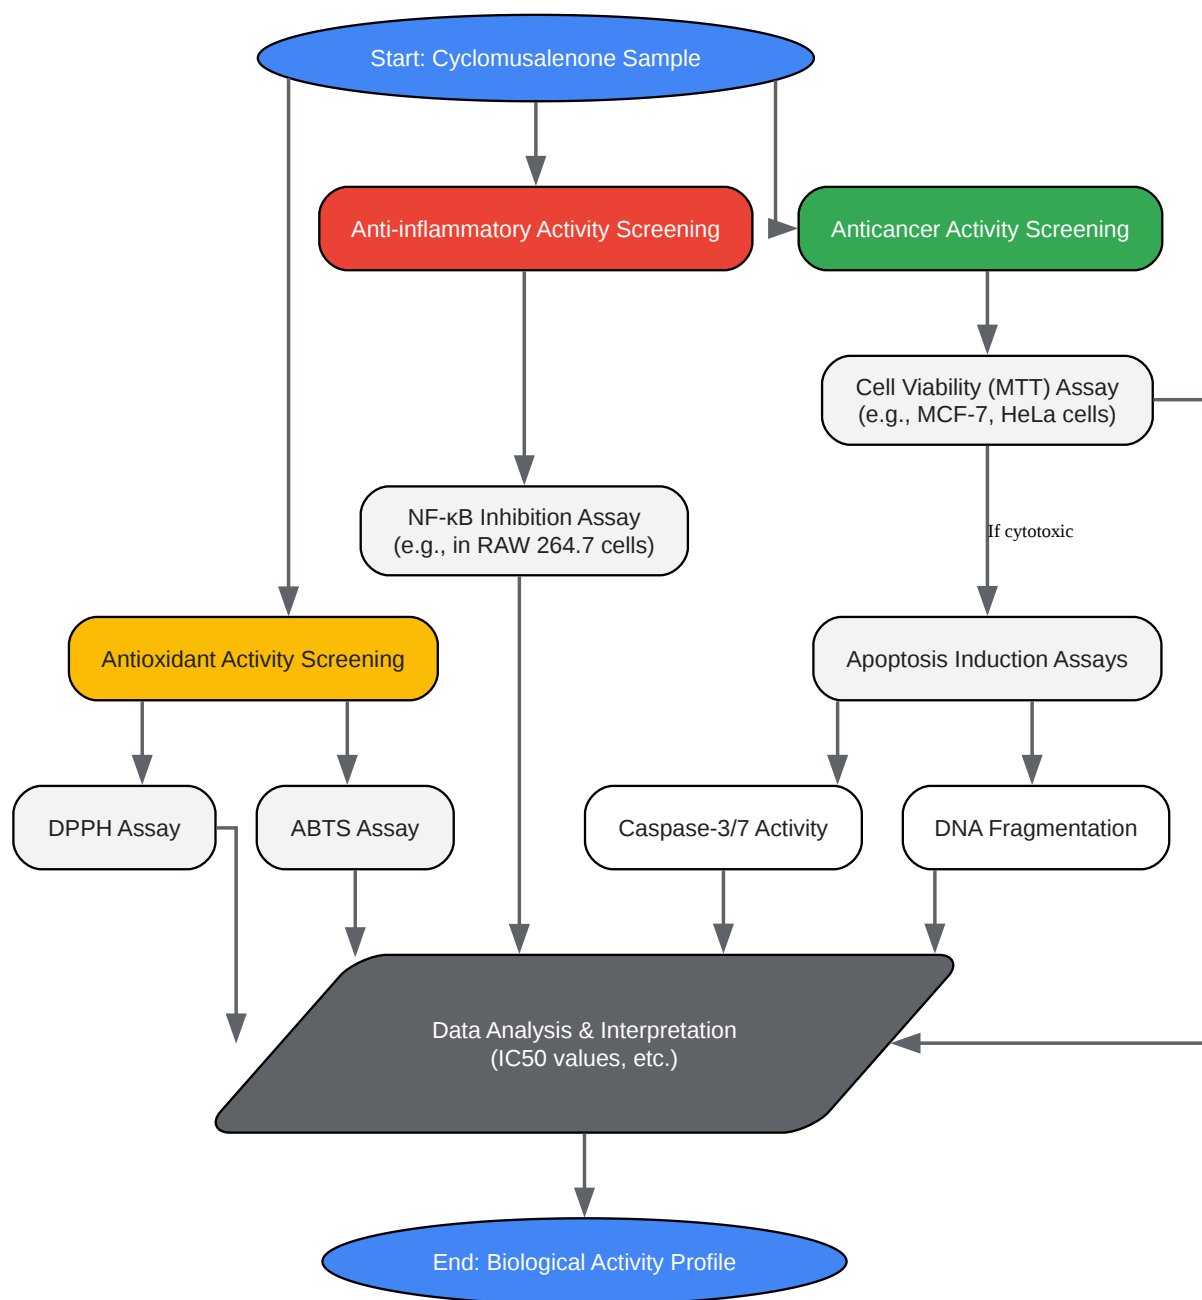 Start: Cyclomusalenone Sample
Anti-inflammatory Activity Screening
Anticancer Activity Screening
Cell Viability (MTT) Assay
(e.g., MCF-7, HeLa cells)
NF-κB Inhibition Assay
(e.g., in RAW 264.7 cells)
If cytotoxic
Antioxidant Activity Screening
Apoptosis Induction Assays
DPPH Assay
ABTS Assay
Caspase-3/7 Activity
DNA Fragmentation
Data Analysis & Interpretation
(IC50 values, etc.)
End: Biological Activity Profile